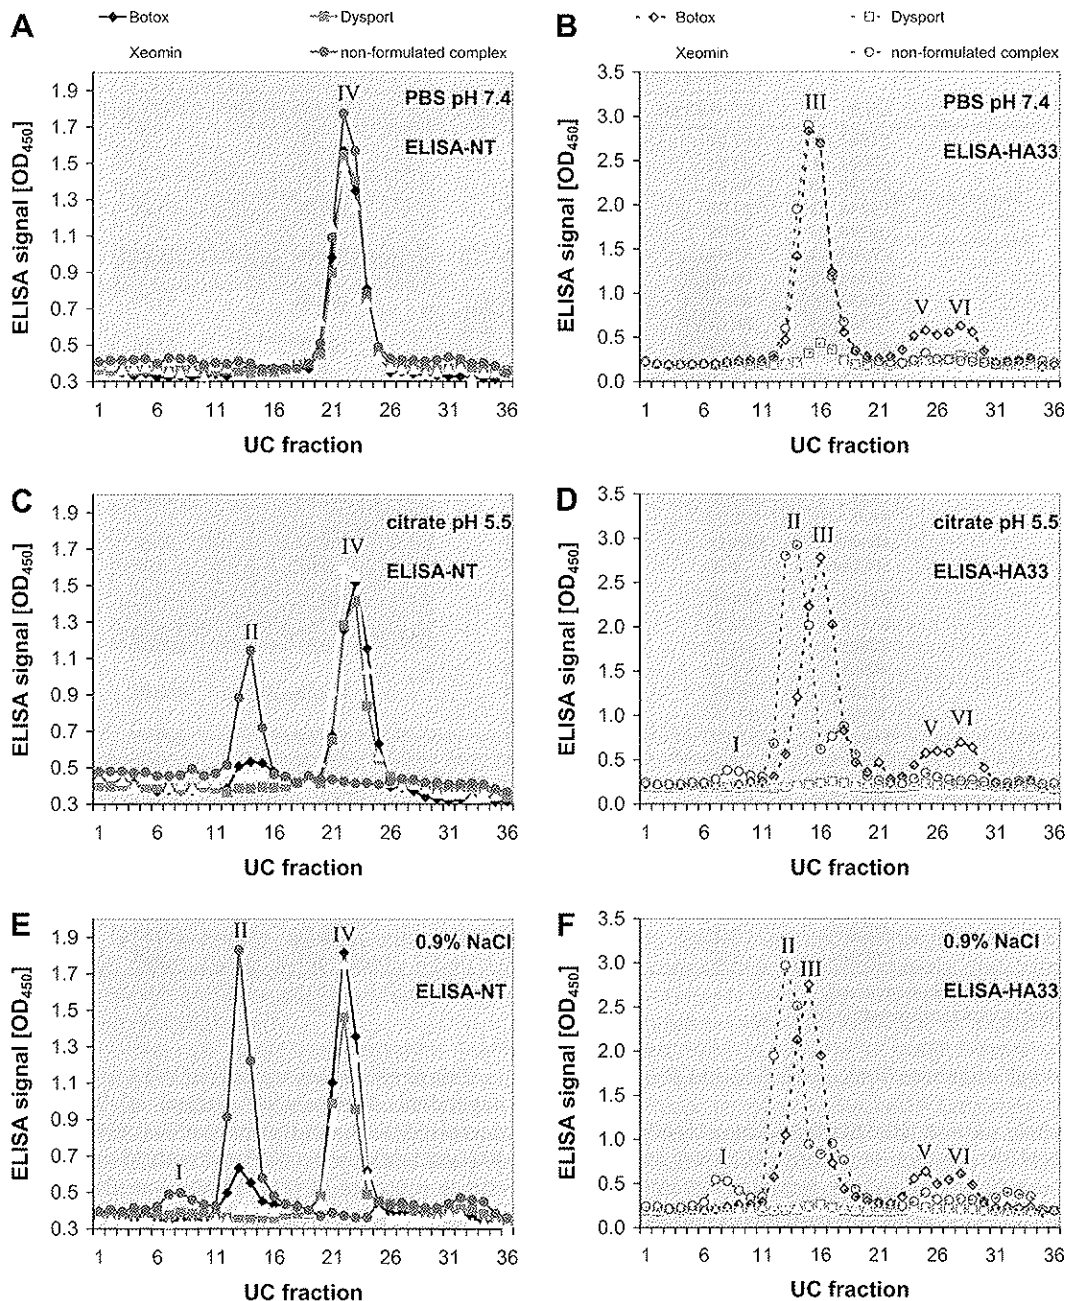 A
Botox
Dysport
Xeomin
non-formulated complex
PBS pH 7.4
ELISA-NT
IV
ELISA signal [OD450]
1.9
1.7
1.5
1.3
1.1
0.9
0.7
0.5
0.3
1 6 11 16 21 26 31 36
UC fraction
B
Botox
Dysport
Xeomin
non-formulated complex
PBS pH 7.4
ELISA-HA33
III
V
VI
ELISA signal [OD450]
3.5
3.0
2.5
2.0
1.5
1.0
0.5
0.0
1 6 11 16 21 26 31 36
UC fraction
C
citrate pH 5.5
ELISA-NT
II
IV
ELISA signal [OD450]
1.9
1.7
1.5
1.3
1.1
0.9
0.7
0.5
0.3
1 6 11 16 21 26 31 36
UC fraction
D
citrate pH 5.5
ELISA-HA33
I
II
III
V
VI
ELISA signal [OD450]
3.5
3.0
2.5
2.0
1.5
1.0
0.5
0.0
1 6 11 16 21 26 31 36
UC fraction
E
0.9% NaCl
ELISA-NT
I
II
IV
ELISA signal [OD450]
1.9
1.7
1.5
1.3
1.1
0.9
0.7
0.5
0.3
1 6 11 16 21 26 31 36
UC fraction
F
0.9% NaCl
ELISA-HA33
I
II
III
V
VI
ELISA signal [OD450]
3.5
3.0
2.5
2.0
1.5
1.0
0.5
0.0
1 6 11 16 21 26 31 36
UC fraction